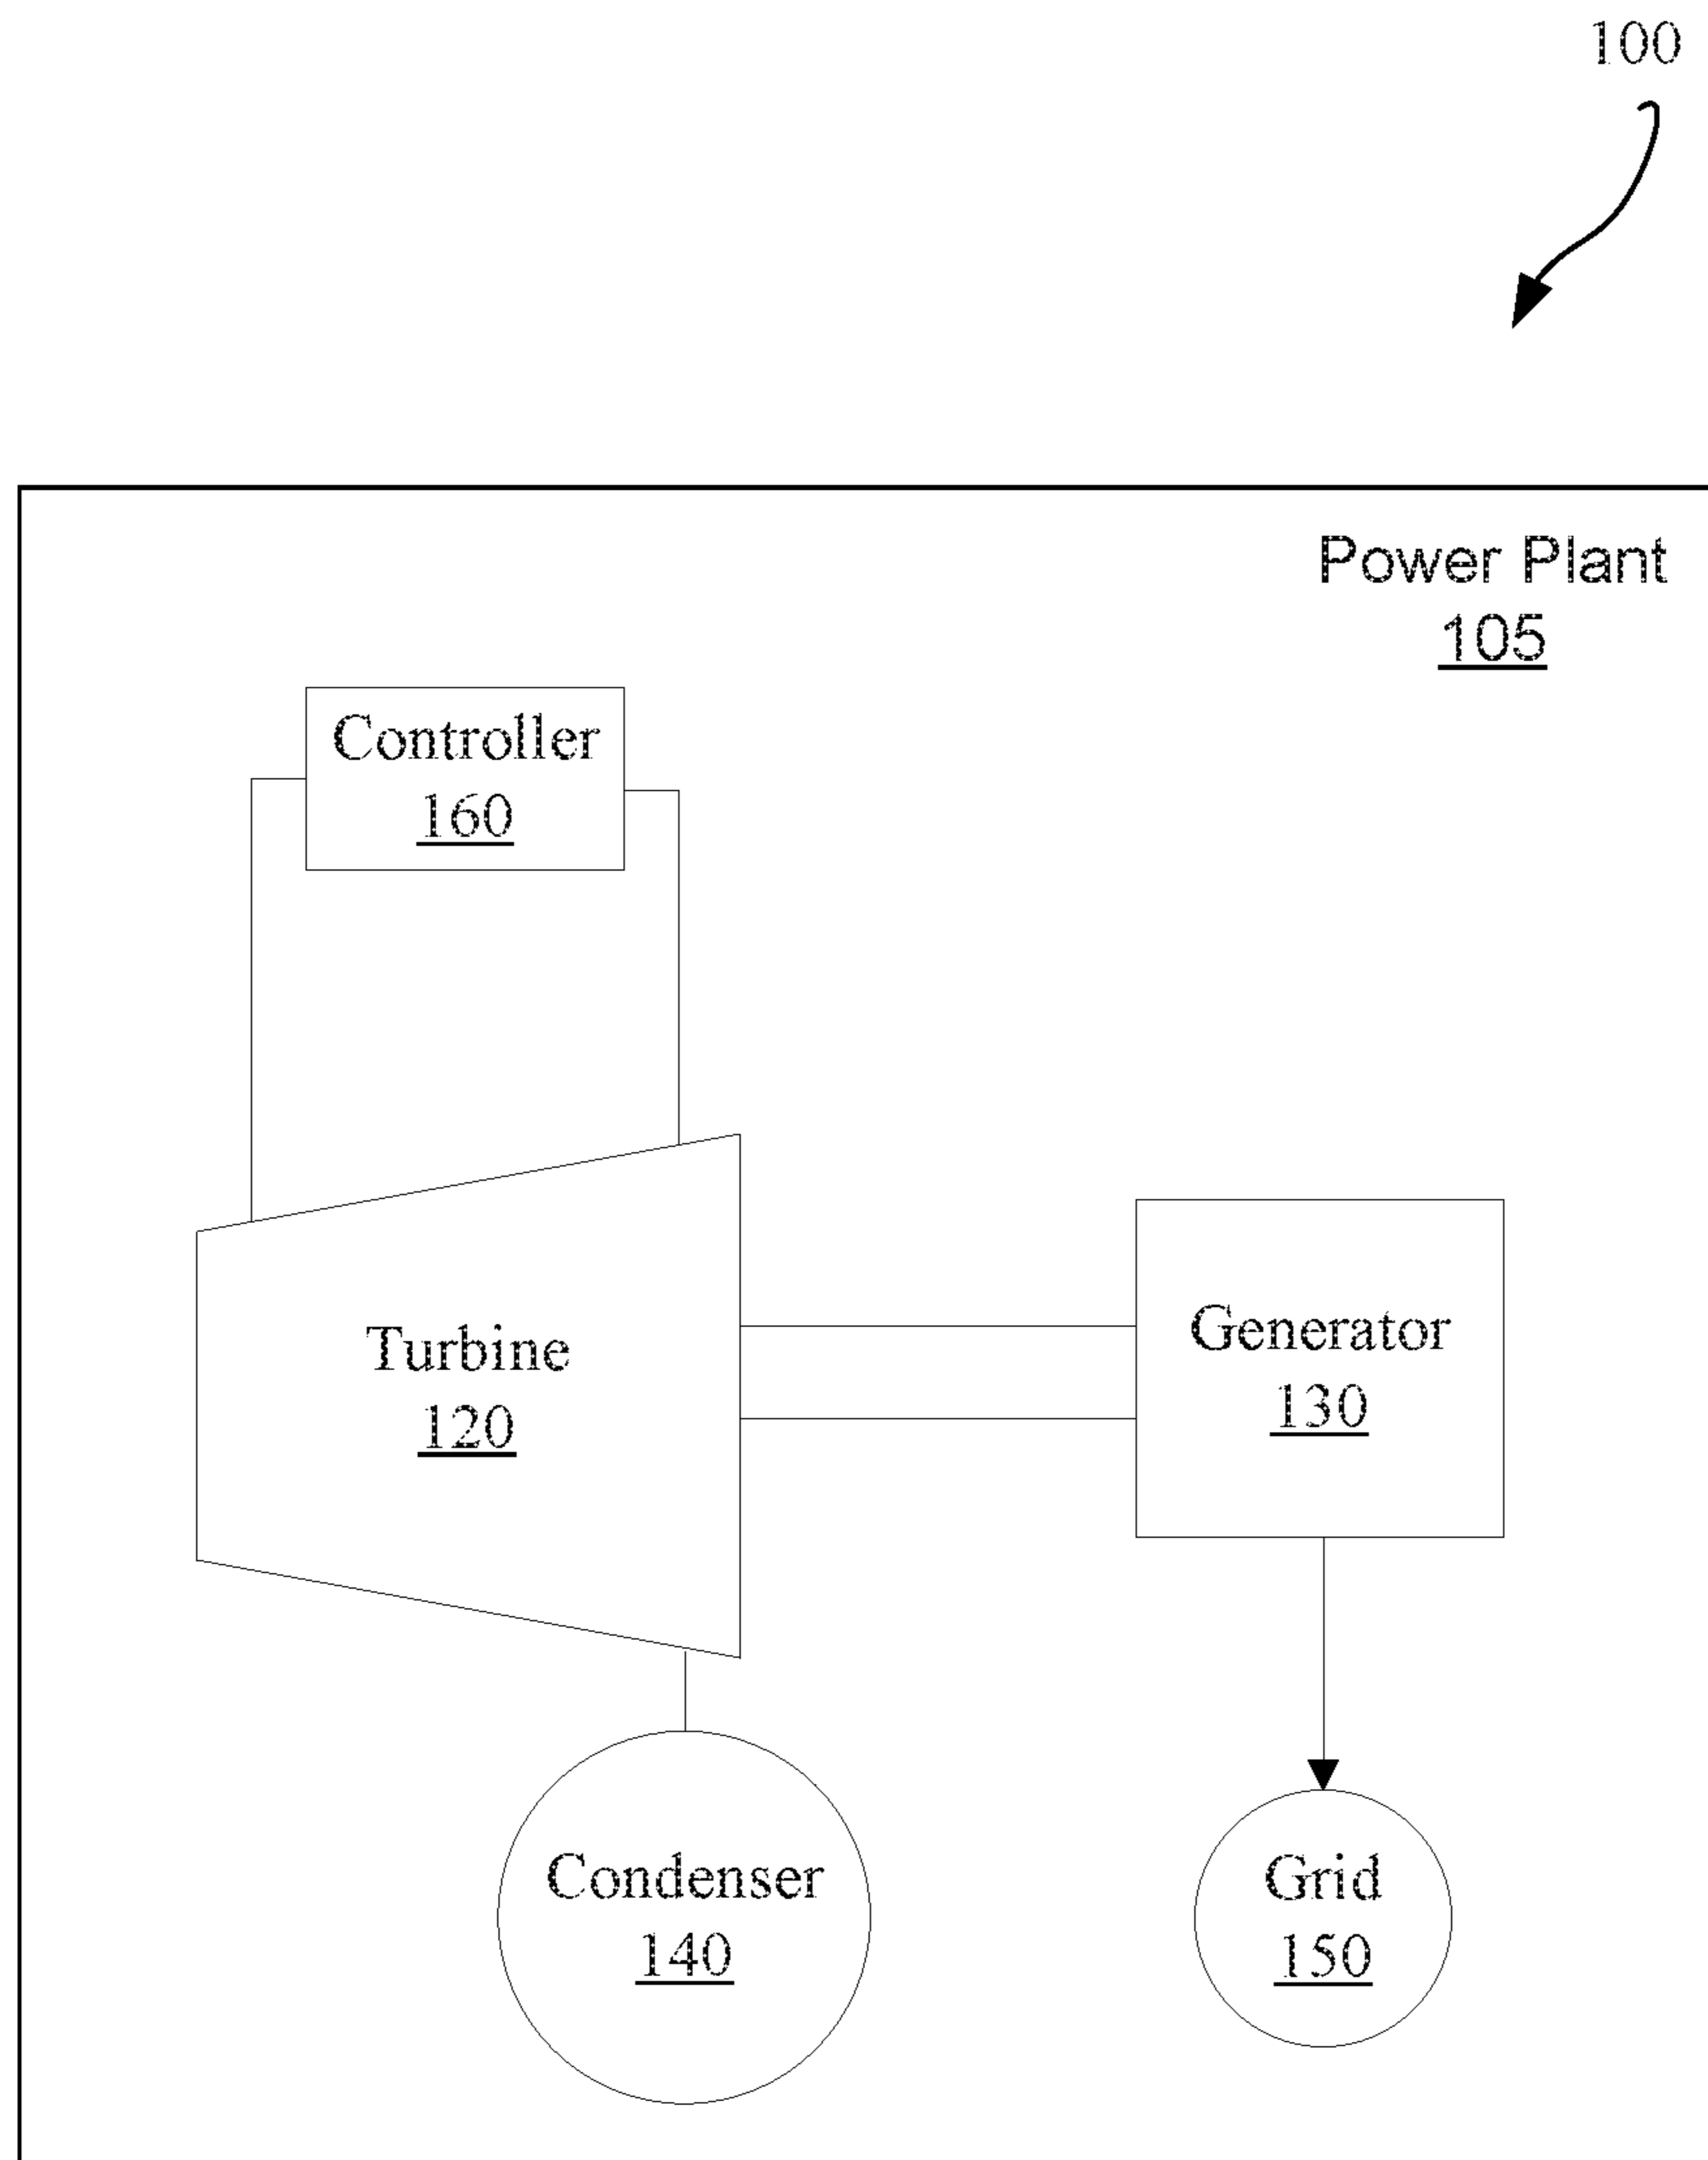 100
Power Plant
105
Controller
160
Turbine
120
Generator
130
Condenser
140
Grid
150